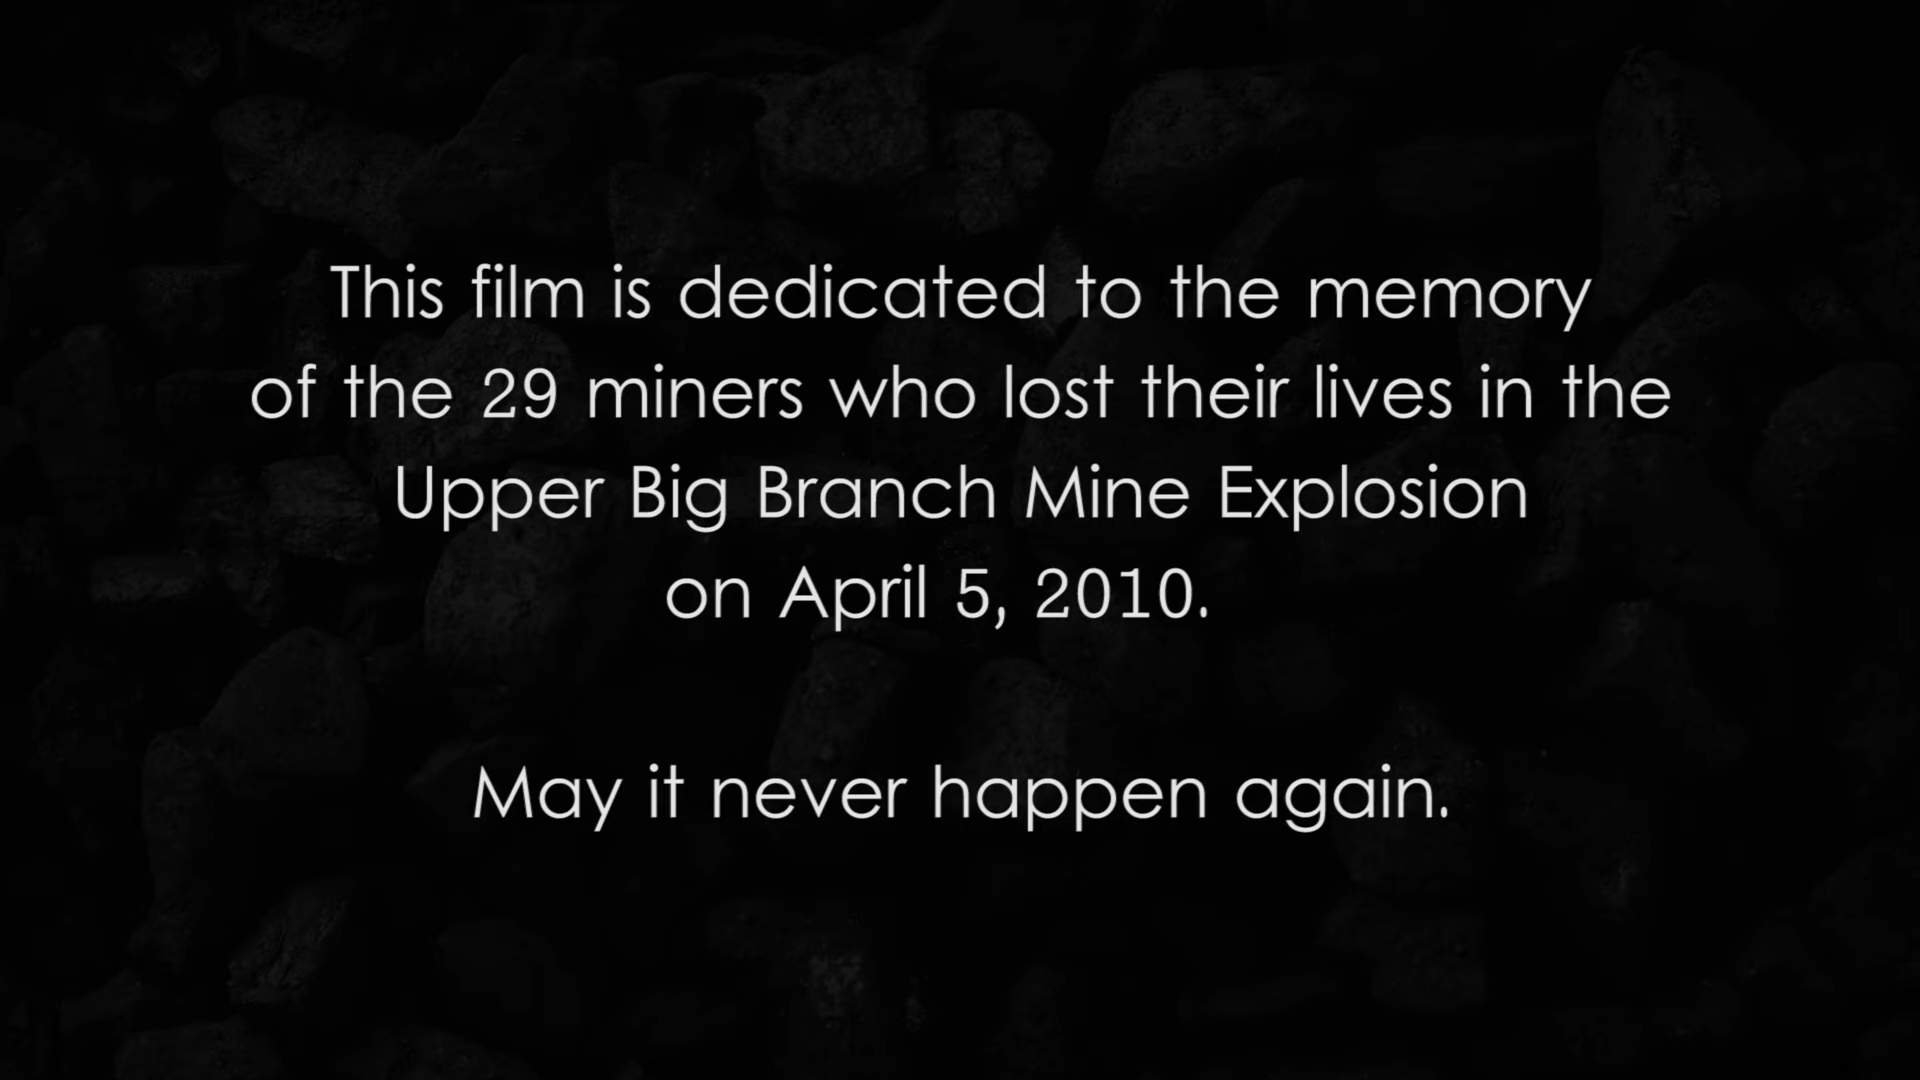 This film is dedicated to the memory
of the 29 miners who lost their lives in the
Upper Big Branch Mine Explosion
on April 5, 2010.
May it never happen again.